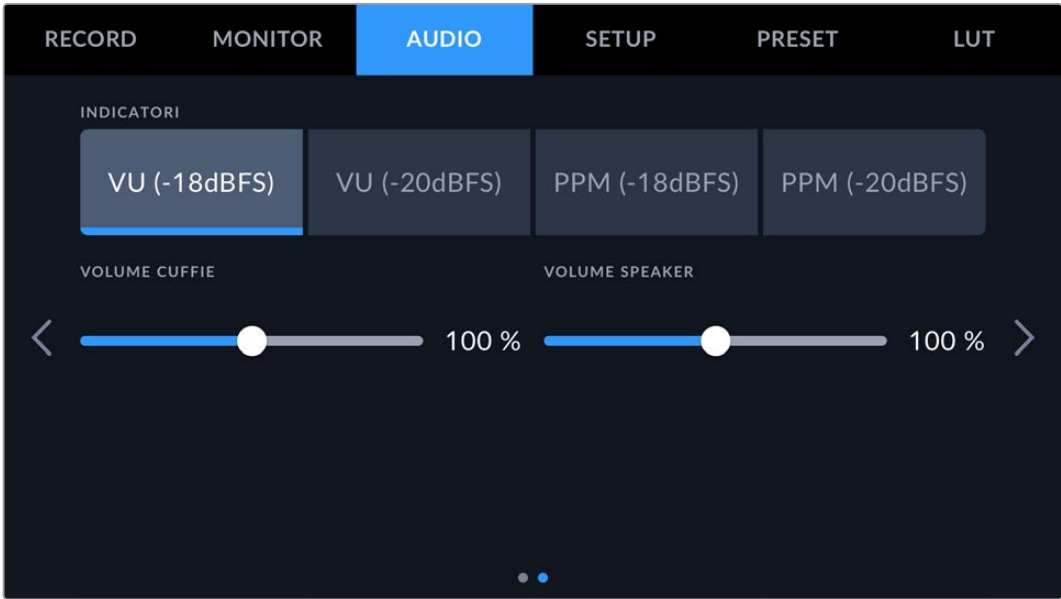 RECORD MONITOR AUDIO SETUP PRESET LUT
INDICATORI
VU (-18dBFS) VU (-20dBFS) PPM (-18dBFS) PPM (-20dBFS)
VOLUME CUFFIE VOLUME SPEAKER
100 % 100 %